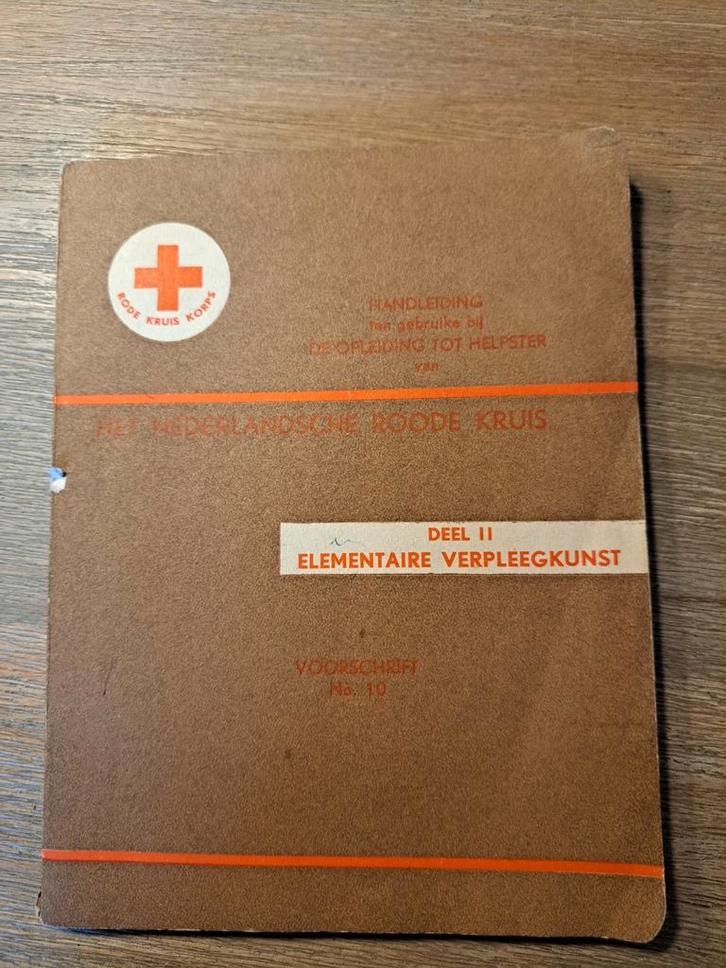 RODE KRUIS KORPS
HANDLEIDING
ten gebruike bij
DE OPLEIDING TOT HELPSTER
van
HET NEDERLANDSCHE ROODE KRUIS
DEEL II
ELEMENTAIRE VERPLEEGKUNST
VOORSCHRIFT
No. 10